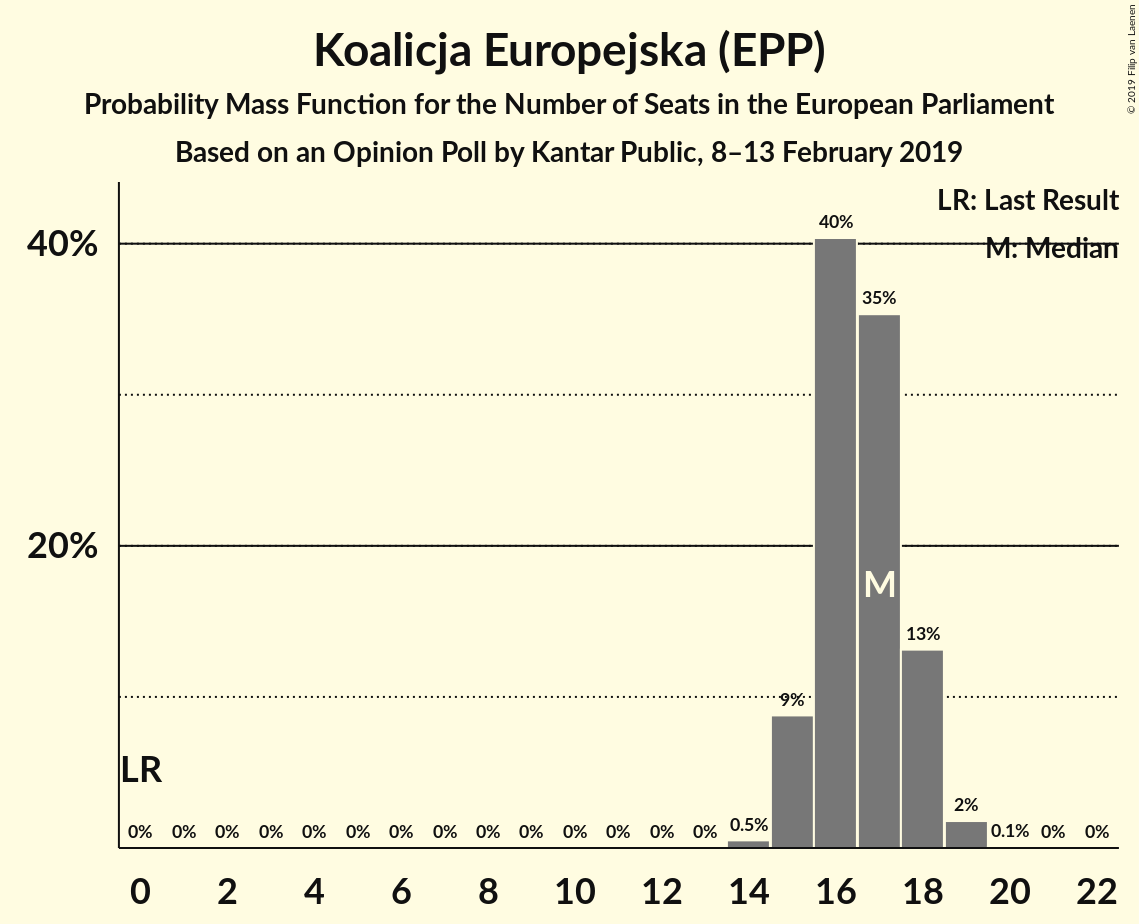 Koalicja Europejska (EPP)
Probability Mass Function for the Number of Seats in the European Parliament
Based on an Opinion Poll by Kantar Public, 8–13 February 2019
© 2019 Filip van Laenen
LR: Last Result
M: Median
40%
20%
40%
35%
M
13%
9%
LR
2%
0% 0% 0% 0% 0% 0% 0% 0% 0% 0% 0% 0% 0% 0% 0.5% 0.1% 0% 0%
0 2 4 6 8 10 12 14 16 18 20 22